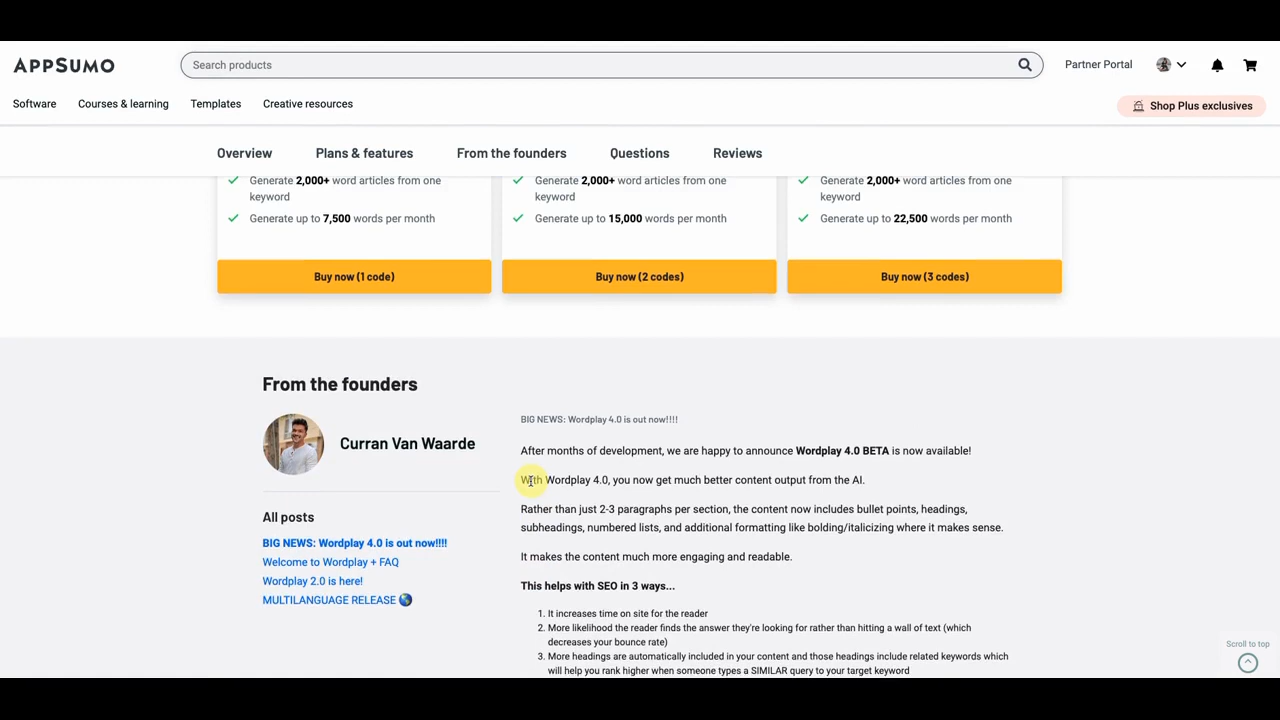 APPSUMO
Search products
Partner Portal
Software
Courses & learning
Templates
Creative resources
Shop Plus exclusives
Overview
Plans & features
From the founders
Questions
Reviews
Generate 2,000+ word articles from one
keyword
Generate up to 7,500 words per month
Buy now (1 code)
Generate 2,000+ word articles from one
keyword
Generate up to 15,000 words per month
Buy now (2 codes)
Generate 2,000+ word articles from one
keyword
Generate up to 22,500 words per month
Buy now (3 codes)
From the founders
Curran Van Waarde
All posts
BIG NEWS: Wordplay 4.0 is out now!!!!
Welcome to Wordplay + FAQ
Wordplay 2.0 is here!
MULTILANGUAGE RELEASE 🌎
BIG NEWS: Wordplay 4.0 is out now!!!!
After months of development, we are happy to announce Wordplay 4.0 BETA is now available!
With Wordplay 4.0, you now get much better content output from the AI.
Rather than just 2-3 paragraphs per section, the content now includes bullet points, headings,
subheadings, numbered lists, and additional formatting like bolding/italicizing where it makes sense.
It makes the content much more engaging and readable.
This helps with SEO in 3 ways...
1. It increases time on site for the reader
2. More likelihood the reader finds the answer they're looking for rather than hitting a wall of text (which
decreases your bounce rate)
3. More headings are automatically included in your content and those headings include related keywords which
will help you rank higher when someone types a SIMILAR query to your target keyword
Scroll to top